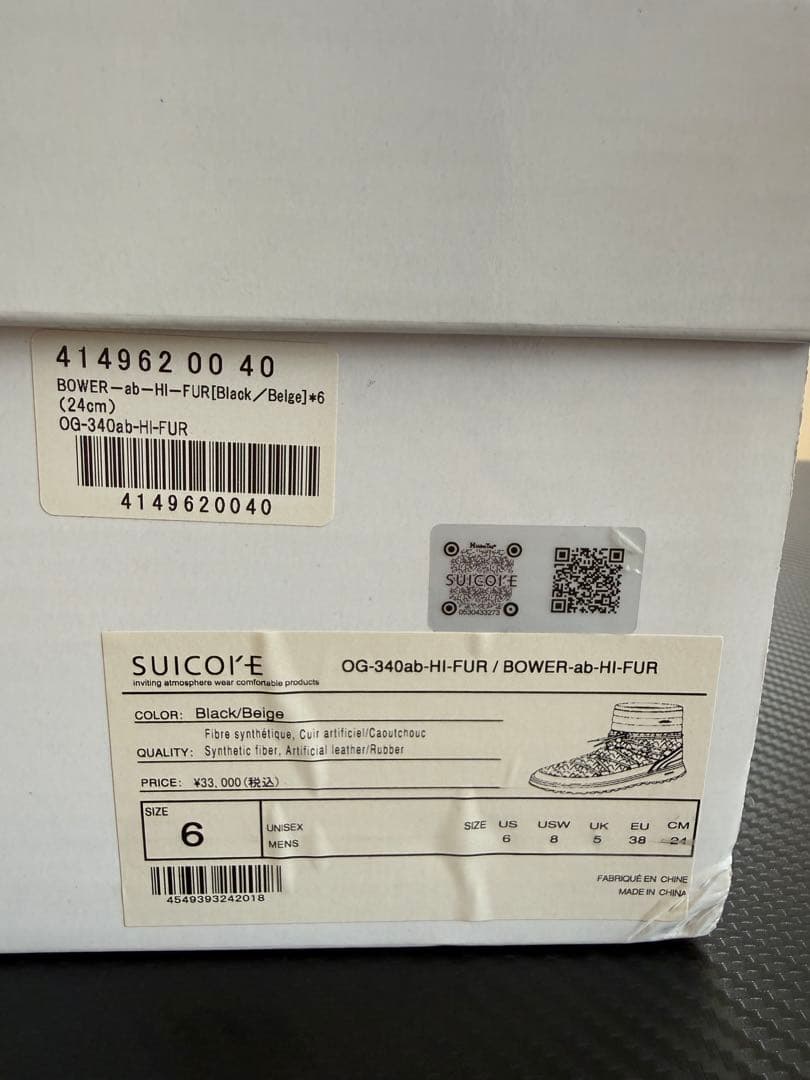 414962 00 40
BOWER-ab-HI-FUR[Black/Beige]*6
(24cm)
OG-340ab-HI-FUR
4149620040
SUICOKE
0530433273
SUICOKE
OG-340ab-HI-FUR / BOWER-ab-HI-FUR
inviting atmosphere wear comfortable products
COLOR: Black/Beige
Fibre synthétique, Cuir artificiel/Caoutchouc
QUALITY: Synthetic fiber, Artificial leather/Rubber
PRICE: ¥33,000(税込)
SIZE
6
UNISEX
MENS
SIZE US USW UK EU CM
6 8 5 38 24
4549393242018
FABRIQUÉ EN CHINE
MADE IN CHINA